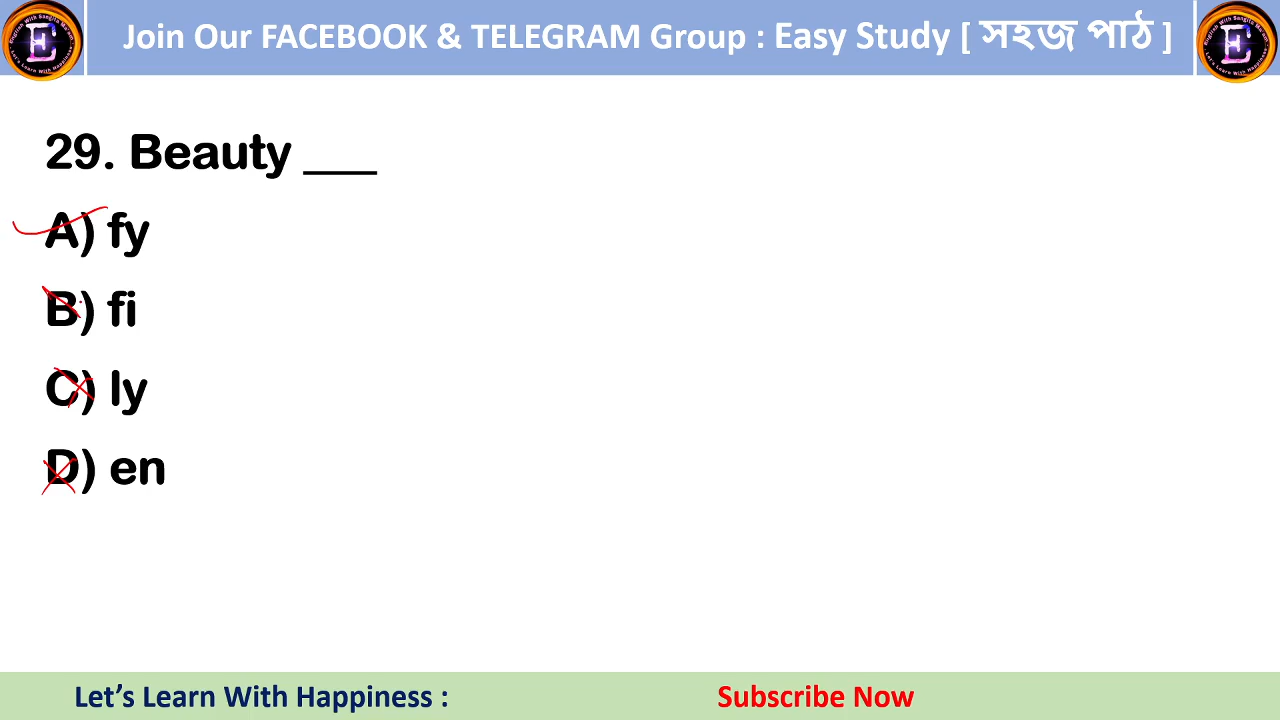 Join Our FACEBOOK & TELEGRAM Group : Easy Study [ সহজ পাঠ ]
29. Beauty ___
A) fy
B) fi
C) ly
D) en
Let’s Learn With Happiness :
Subscribe Now